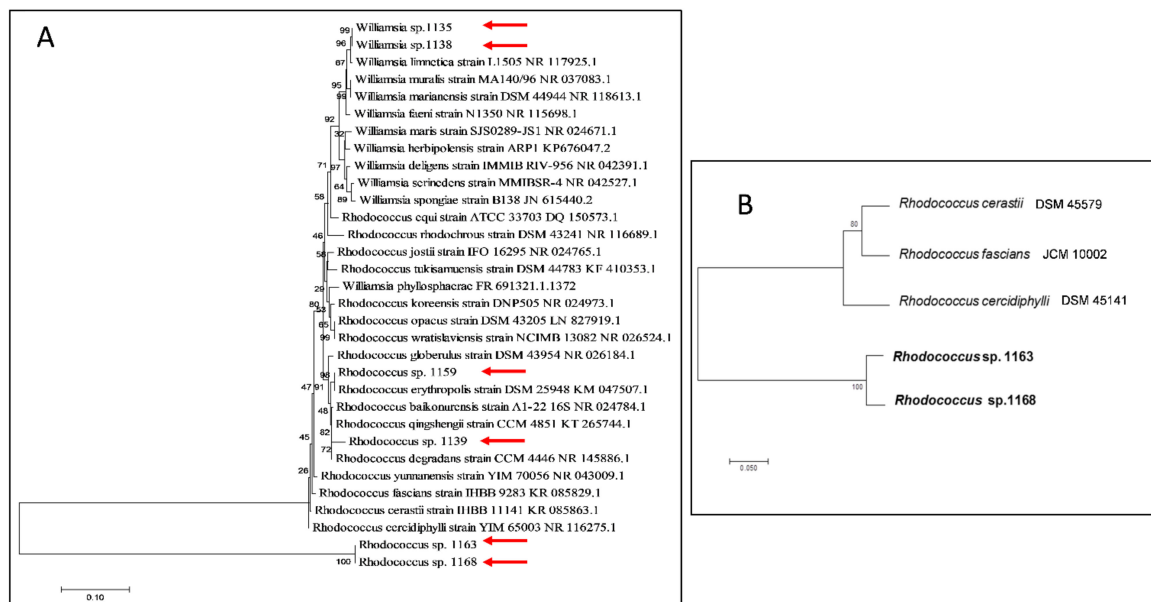 A
Williamsia sp.1135
Williamsia sp.1138
Williamsia limnetica strain L1505 NR 117925.1
Williamsia muralis strain MA140/96 NR 037083.1
Williamsia marianensis strain DSM 44944 NR 118613.1
Williamsia faeni strain N1350 NR 115698.1
Williamsia maris strain SJS0289-JS1 NR 024671.1
Williamsia herbipolensis strain ARP1 KP676047.2
Williamsia deligens strain IMMIB RIV-956 NR 042391.1
Williamsia serinedens strain MMIBSR-4 NR 042527.1
Williamsia spongiae strain B138 JN 615440.2
Rhodococcus equi strain ATCC 33703 DQ 150573.1
Rhodococcus rhodochrous strain DSM 43241 NR 116689.1
Rhodococcus jostii strain IFO 16295 NR 024765.1
Rhodococcus tukisamuensis strain DSM 44783 KF 410353.1
Williamsia phyllosphaerae FR 691321.1.1372
Rhodococcus koreensis strain DNP505 NR 024973.1
Rhodococcus opacus strain DSM 43205 LN 827919.1
Rhodococcus wratislaviensis strain NCIMB 13082 NR 026524.1
Rhodococcus globerulus strain DSM 43954 NR 026184.1
Rhodococcus sp. 1159
Rhodococcus erythropolis strain DSM 25948 KM 047507.1
Rhodococcus baikonurensis strain A1-22 16S NR 024784.1
Rhodococcus qingshengii strain CCM 4851 KT 265744.1
Rhodococcus sp. 1139
Rhodococcus degradans strain CCM 4446 NR 145886.1
Rhodococcus yunnanensis strain YIM 70056 NR 043009.1
Rhodococcus fascians strain IHBB 9283 KR 085829.1
Rhodococcus cerastii strain IHBB 11141 KR 085863.1
Rhodococcus cercidiphylli strain YIM 65003 NR 116275.1
Rhodococcus sp. 1163
Rhodococcus sp. 1168
99
96
87
95
99
92
32
71
97
64
89
58
46
58
29
80
53
65
99
98
47
91
48
82
45
72
26
100
0.10
B
Rhodococcus cerastii DSM 45579
80
Rhodococcus fascians JCM 10002
Rhodococcus cercidiphylli DSM 45141
Rhodococcus sp. 1163
100
Rhodococcus sp.1168
0.050